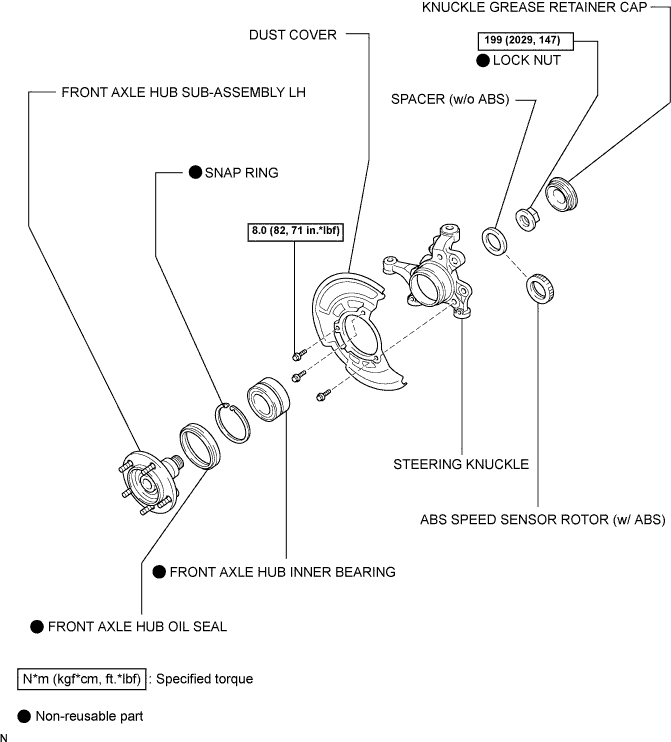 KNUCKLE GREASE RETAINER CAP
DUST COVER
199 (2029, 147)
LOCK NUT
FRONT AXLE HUB SUB-ASSEMBLY LH
SPACER (w/o ABS)
SNAP RING
8.0 (82, 71 in.*lbf)
STEERING KNUCKLE
ABS SPEED SENSOR ROTOR (w/ ABS)
FRONT AXLE HUB INNER BEARING
FRONT AXLE HUB OIL SEAL
N*m (kgf*cm, ft.*lbf) : Specified torque
Non-reusable part
N